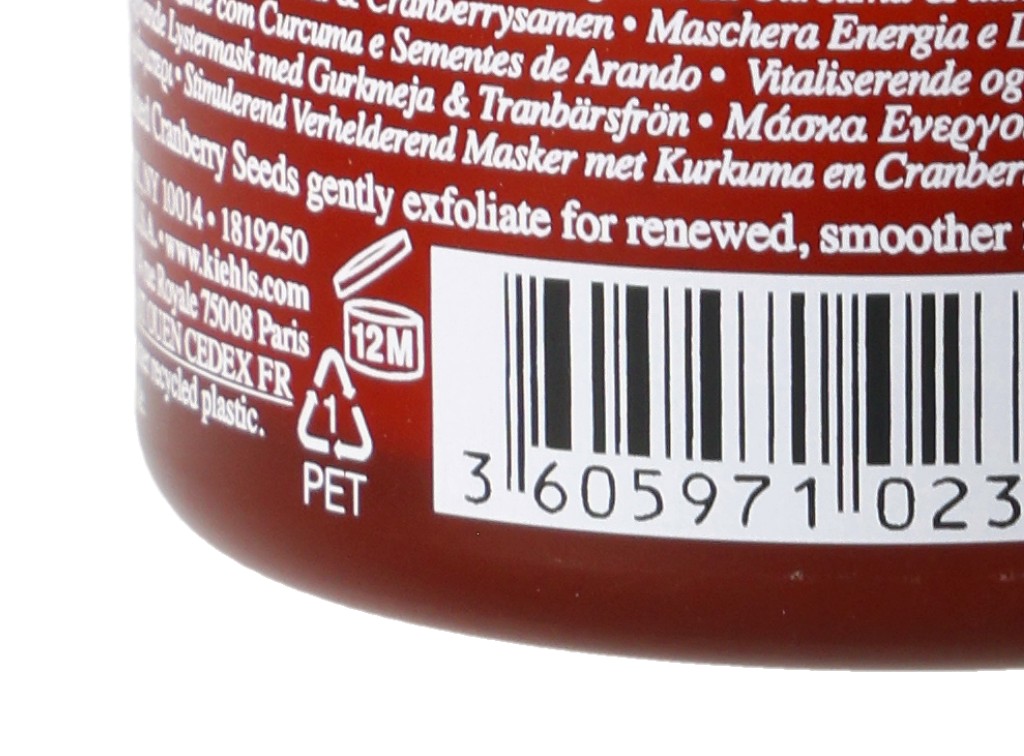 & Cranberrysamen • Maschera Energia e
com Curcuma e Sementes de Arando • Vitaliserende og
Lystermask med Gurkmeja & Tranbärsfrön • Μάσκα
• Stimulerend Verhelderend Masker met Kurkuma en
Cranberry Seeds gently exfoliate for renewed, smoother
NY 10014 • 1819250
• www.kiehls.com
Royale 75008 Paris
OUEN CEDEX FR
recycled plastic.
12M
1
PET
3 605971 023